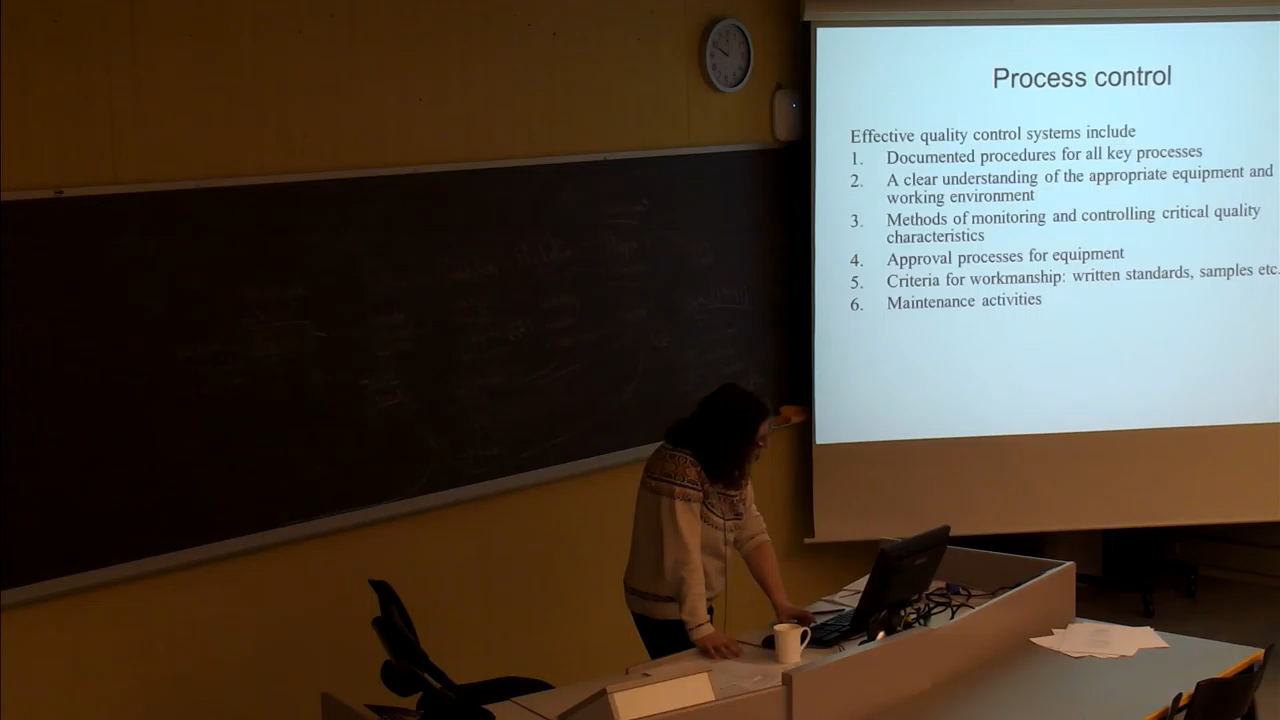 Process control
Effective quality control systems include
1. Documented procedures for all key processes
2. A clear understanding of the appropriate equipment and
working environment
3. Methods of monitoring and controlling critical quality
characteristics
4. Approval processes for equipment
5. Criteria for workmanship: written standards, samples etc.
6. Maintenance activities